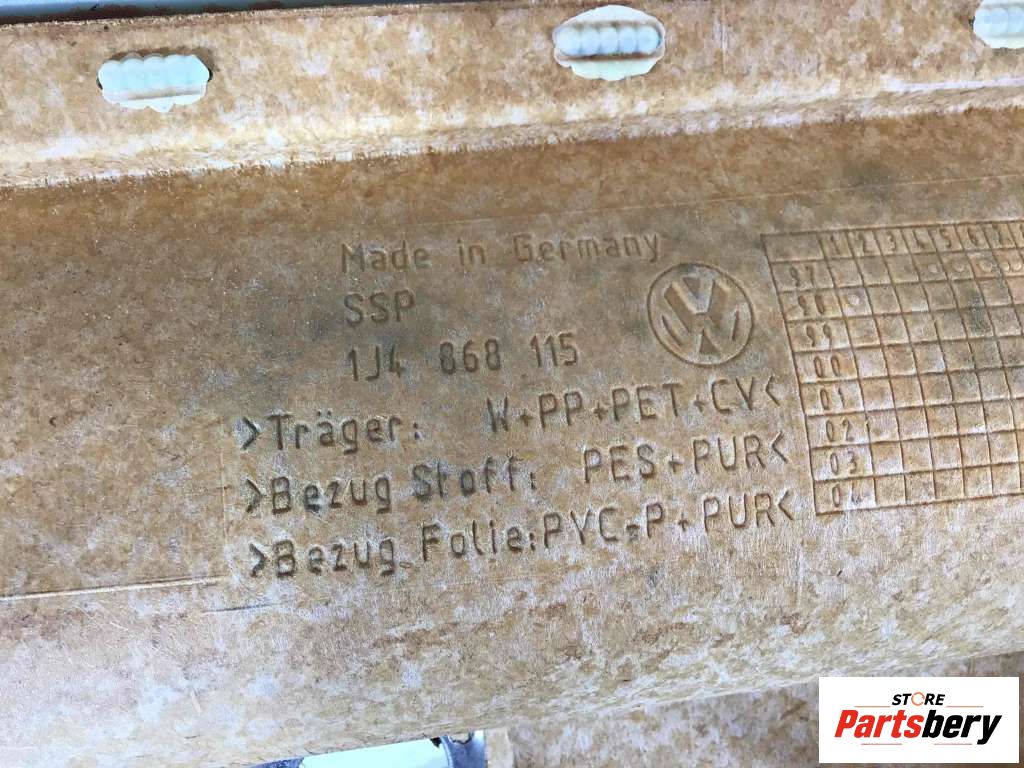 Made in Germany
SSP
1J4 868 115
>Träger: W+PP+PET+CV<
>Bezug Stoff: PES+PUR<
>Bezug Folie:PVC-P+PUR<
1 2 3 4 5 6 7
97
98
99
00
01
02
03
04
STORE
Partsbery